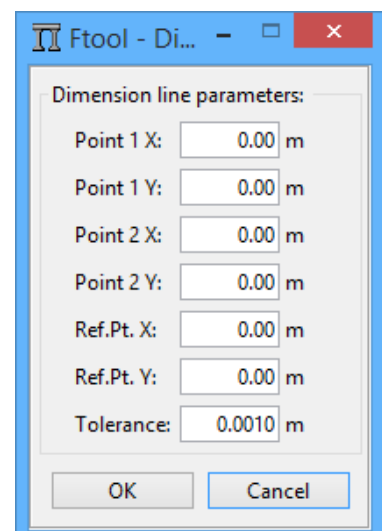 Ftool - Di...
Dimension line parameters:
Point 1 X: 0.00 m
Point 1 Y: 0.00 m
Point 2 X: 0.00 m
Point 2 Y: 0.00 m
Ref.Pt. X: 0.00 m
Ref.Pt. Y: 0.00 m
Tolerance: 0.0010 m
OK Cancel